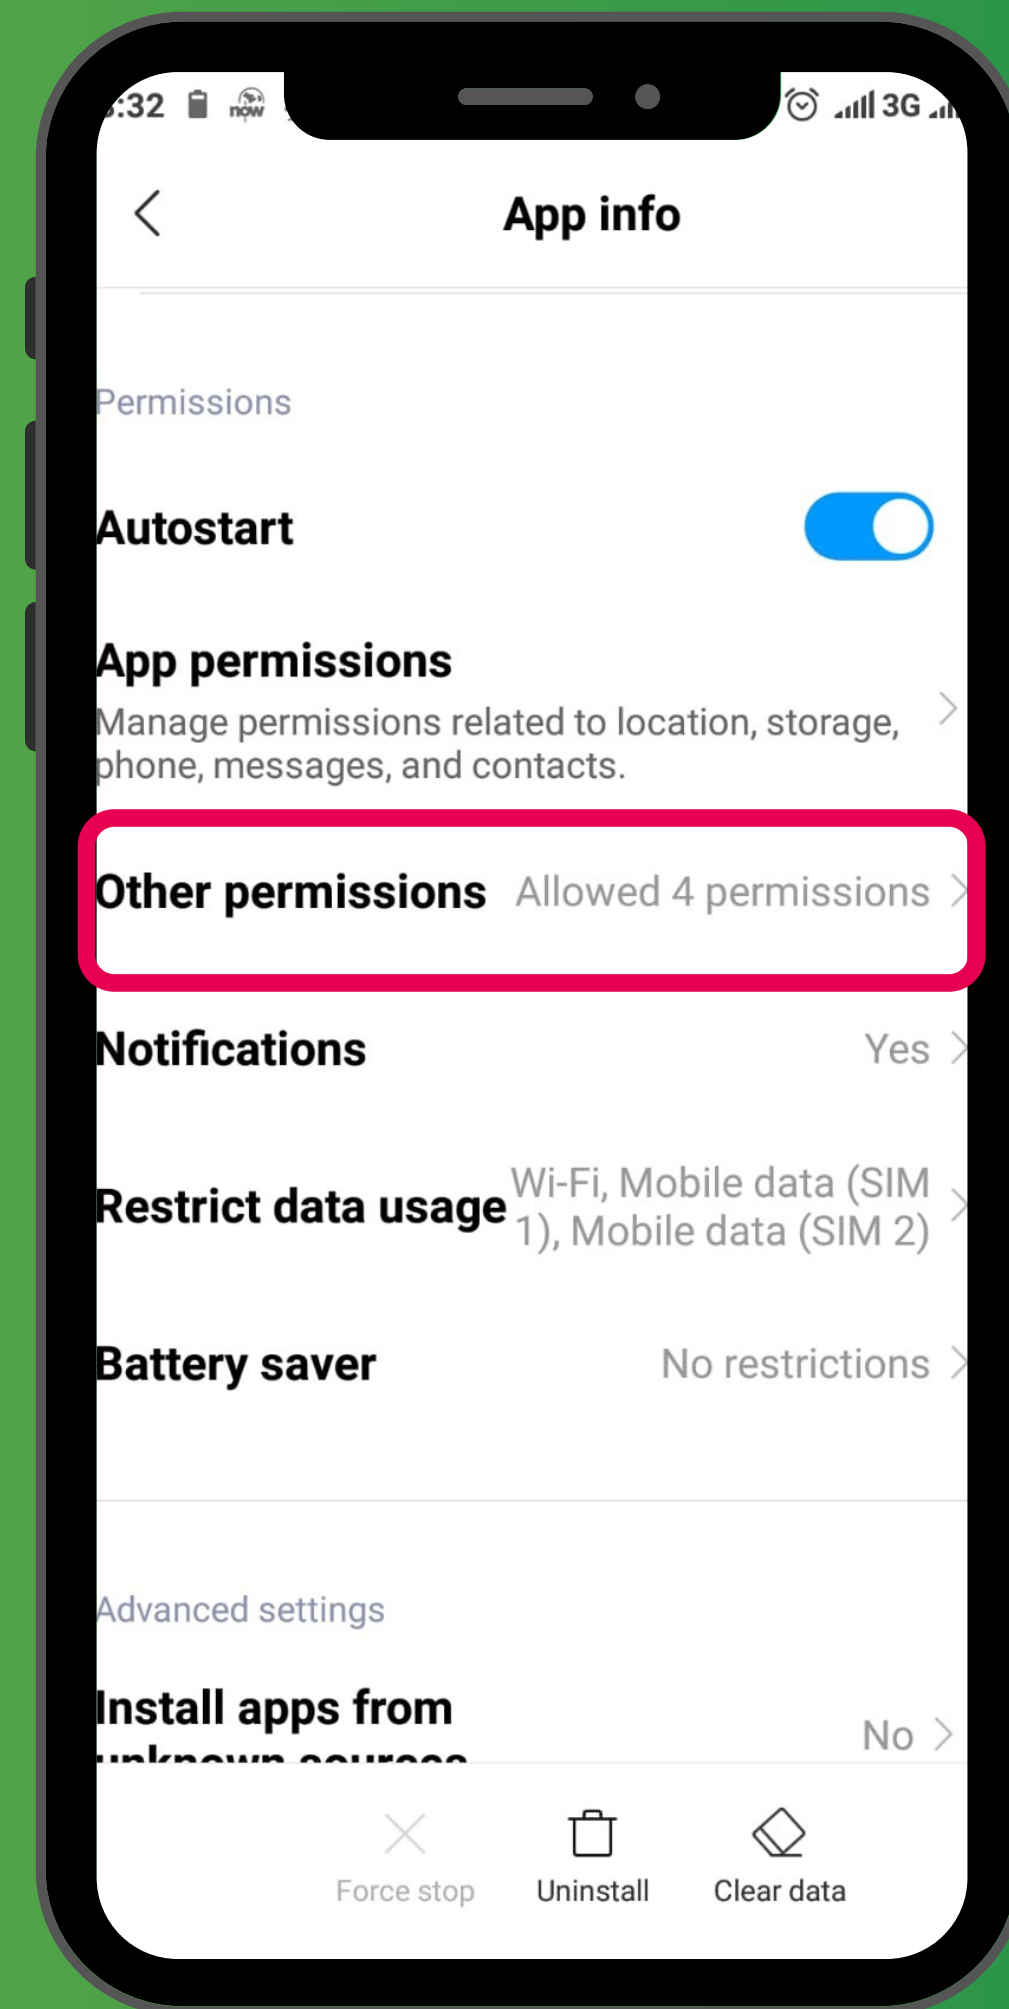 :32 now 3G
App info
Permissions
Autostart
App permissions
Manage permissions related to location, storage,
phone, messages, and contacts.
Other permissions Allowed 4 permissions
Notifications Yes
Restrict data usage Wi-Fi, Mobile data (SIM
1), Mobile data (SIM 2)
Battery saver No restrictions
Advanced settings
Install apps from
unknown sources No
Force stop Uninstall Clear data